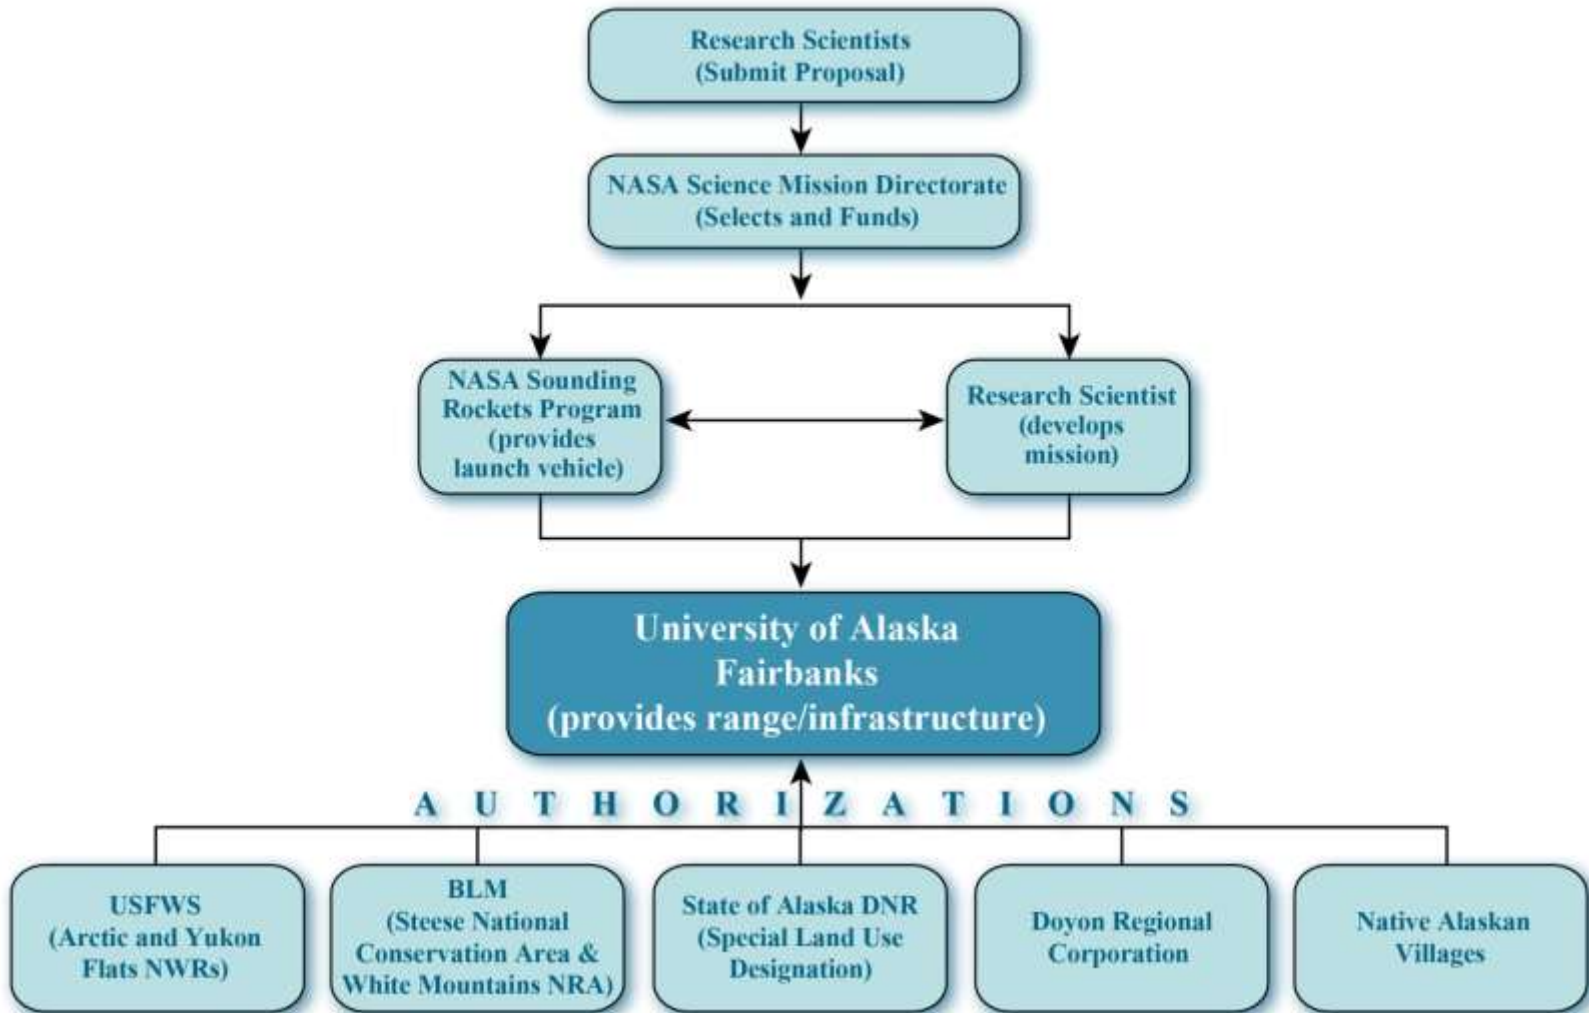 Research Scientists
(Submit Proposal)
NASA Science Mission Directorate
(Selects and Funds)
NASA Sounding
Rockets Program
(provides
launch vehicle)
Research Scientist
(develops
mission)
University of Alaska
Fairbanks
(provides range/infrastructure)
A U T H O R I Z A T I O N S
USFWS
(Arctic and Yukon
Flats NWRs)
BLM
(Steese National
Conservation Area &
White Mountains NRA)
State of Alaska DNR
(Special Land Use
Designation)
Doyon Regional
Corporation
Native Alaskan
Villages